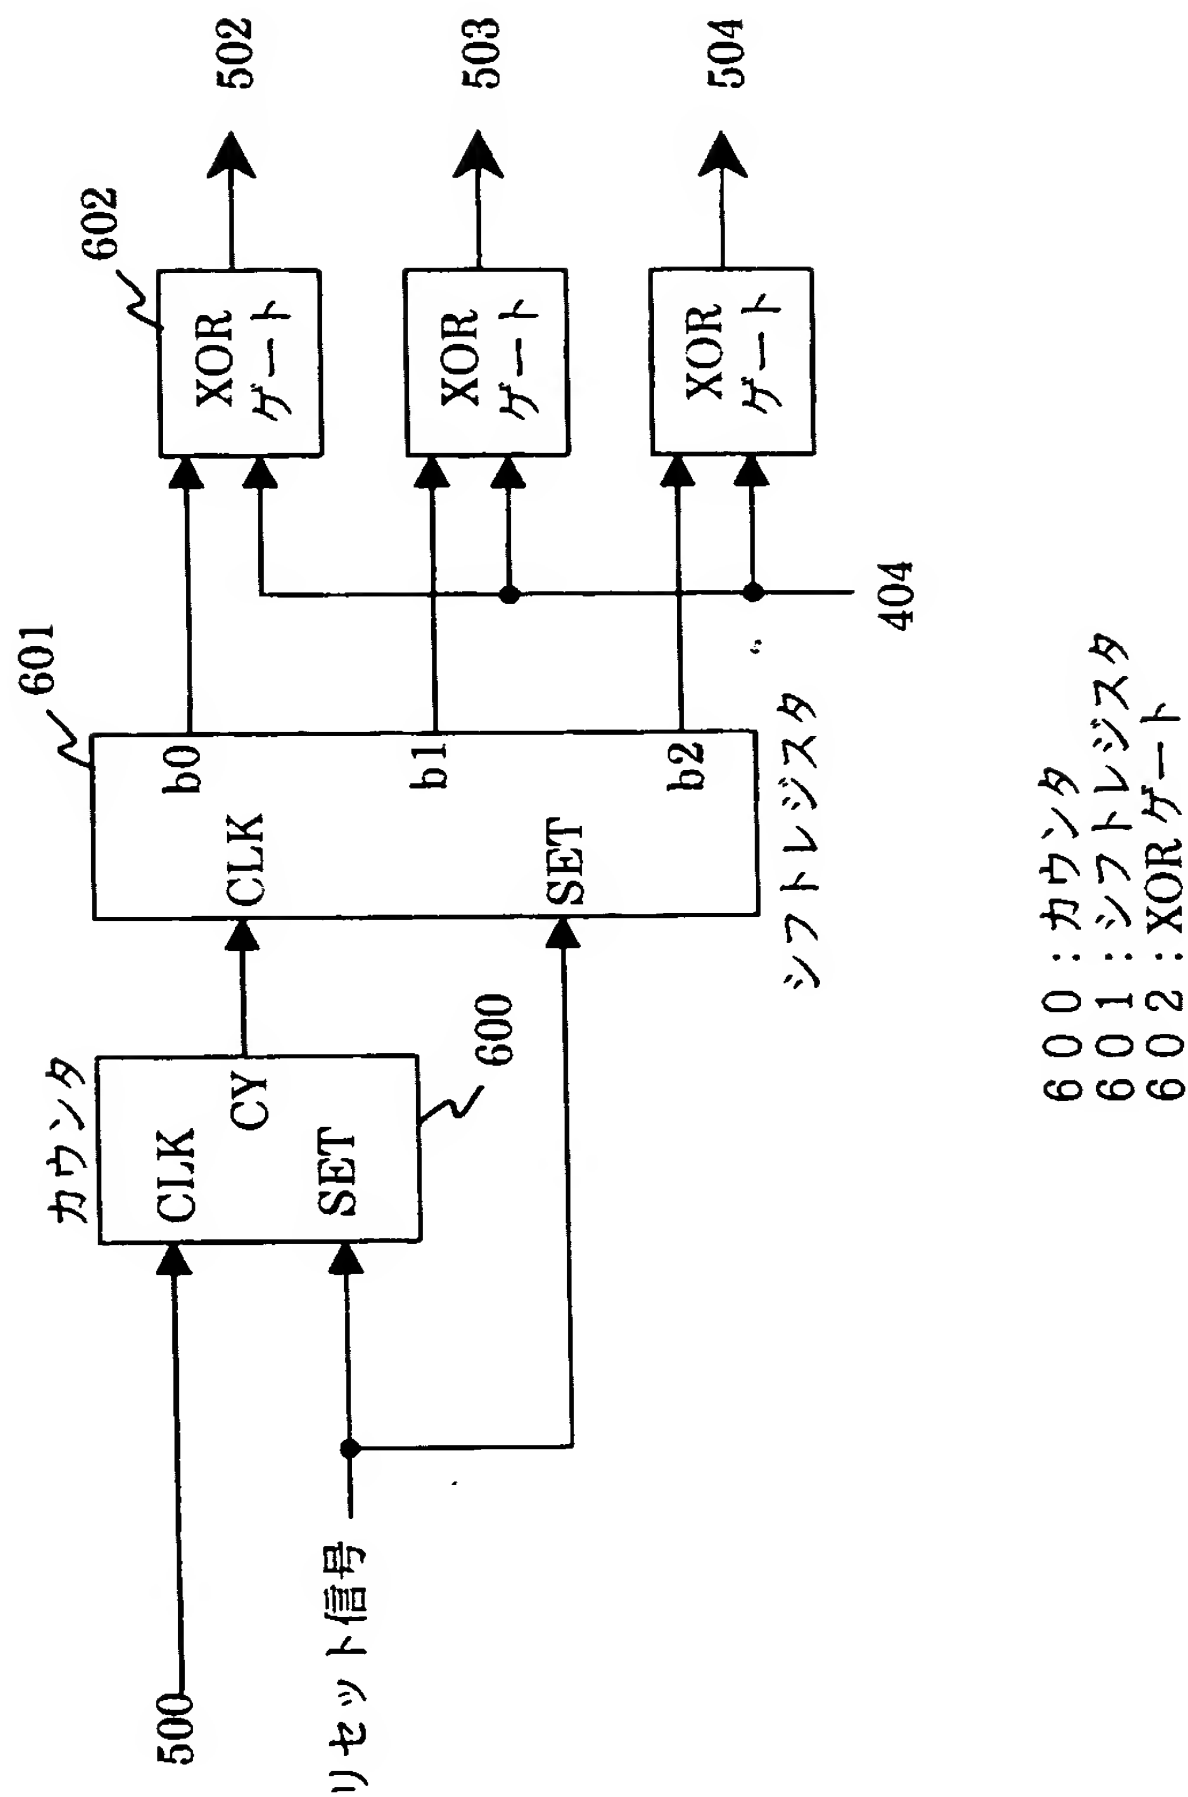 500
リセット信号
カウンタ
CLK
CY
SET
600
601
CLK
SET
b0
b1
b2
シフトレジスタ
404
602
XOR
ゲート
XOR
ゲート
XOR
ゲート
502
503
504
600:カウンタ
601:シフトレジスタ
602:XORゲート